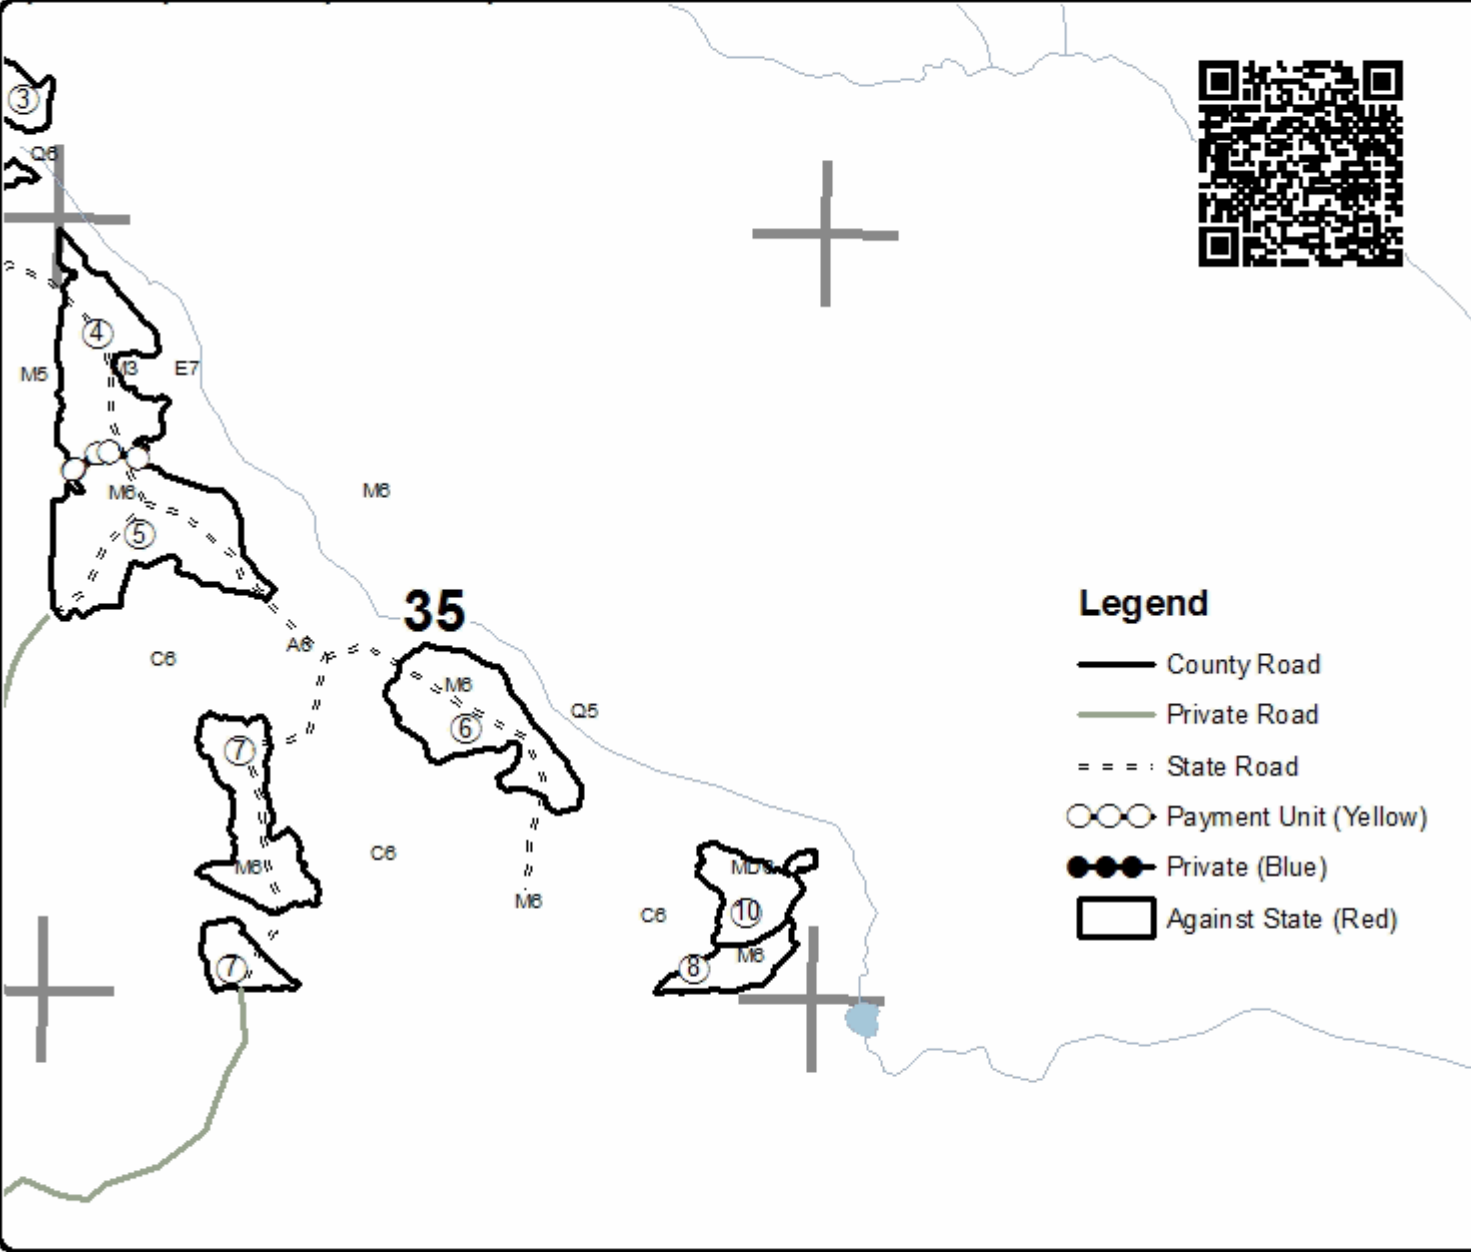 3
Q6
4
M5
M3
E7
M6
M6
5
35
A6
C6
M6
Q5
6
7
C6
M6
MD6
M6
C6
10
M6
7
8
Legend
County Road
Private Road
State Road
Payment Unit (Yellow)
Private (Blue)
Against State (Red)